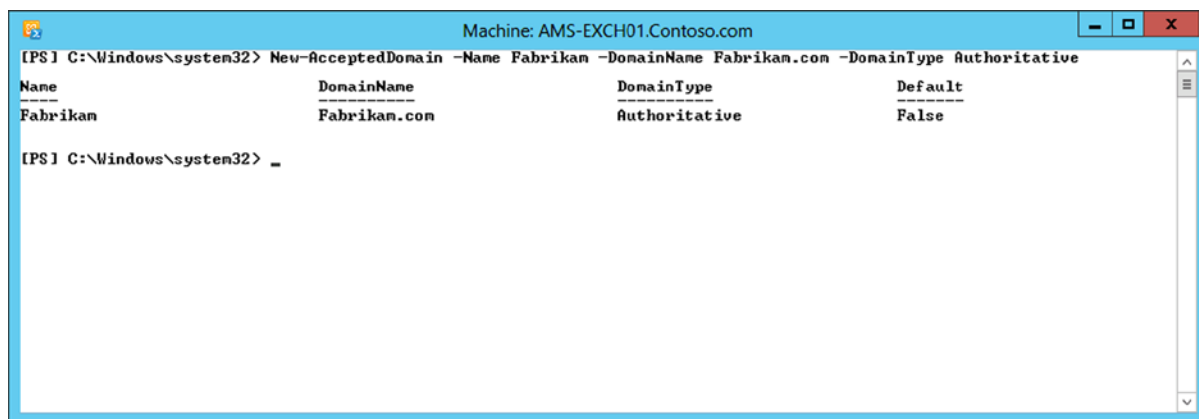 Machine: AMS-EXCH01.Contoso.com
[PS] C:\Windows\system32> New-AcceptedDomain -Name Fabrikam -DomainName Fabrikam.com -DomainType Authoritative
Name DomainName DomainType Default
---- ---------- ---------- -------
Fabrikam Fabrikam.com Authoritative False
[PS] C:\Windows\system32> _